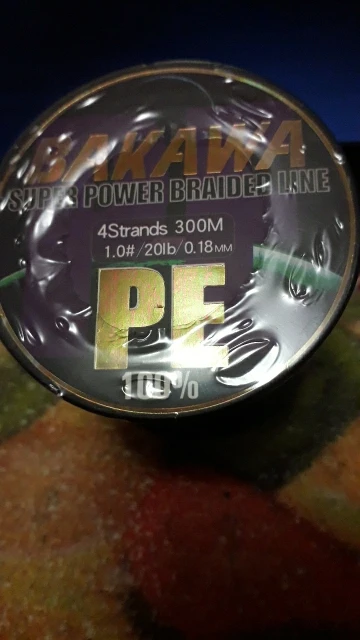 BAKAWA
SUPER POWER BRAIDED LINE
4Strands 300M
1.0#/20lb/0.18MM
PE
100%